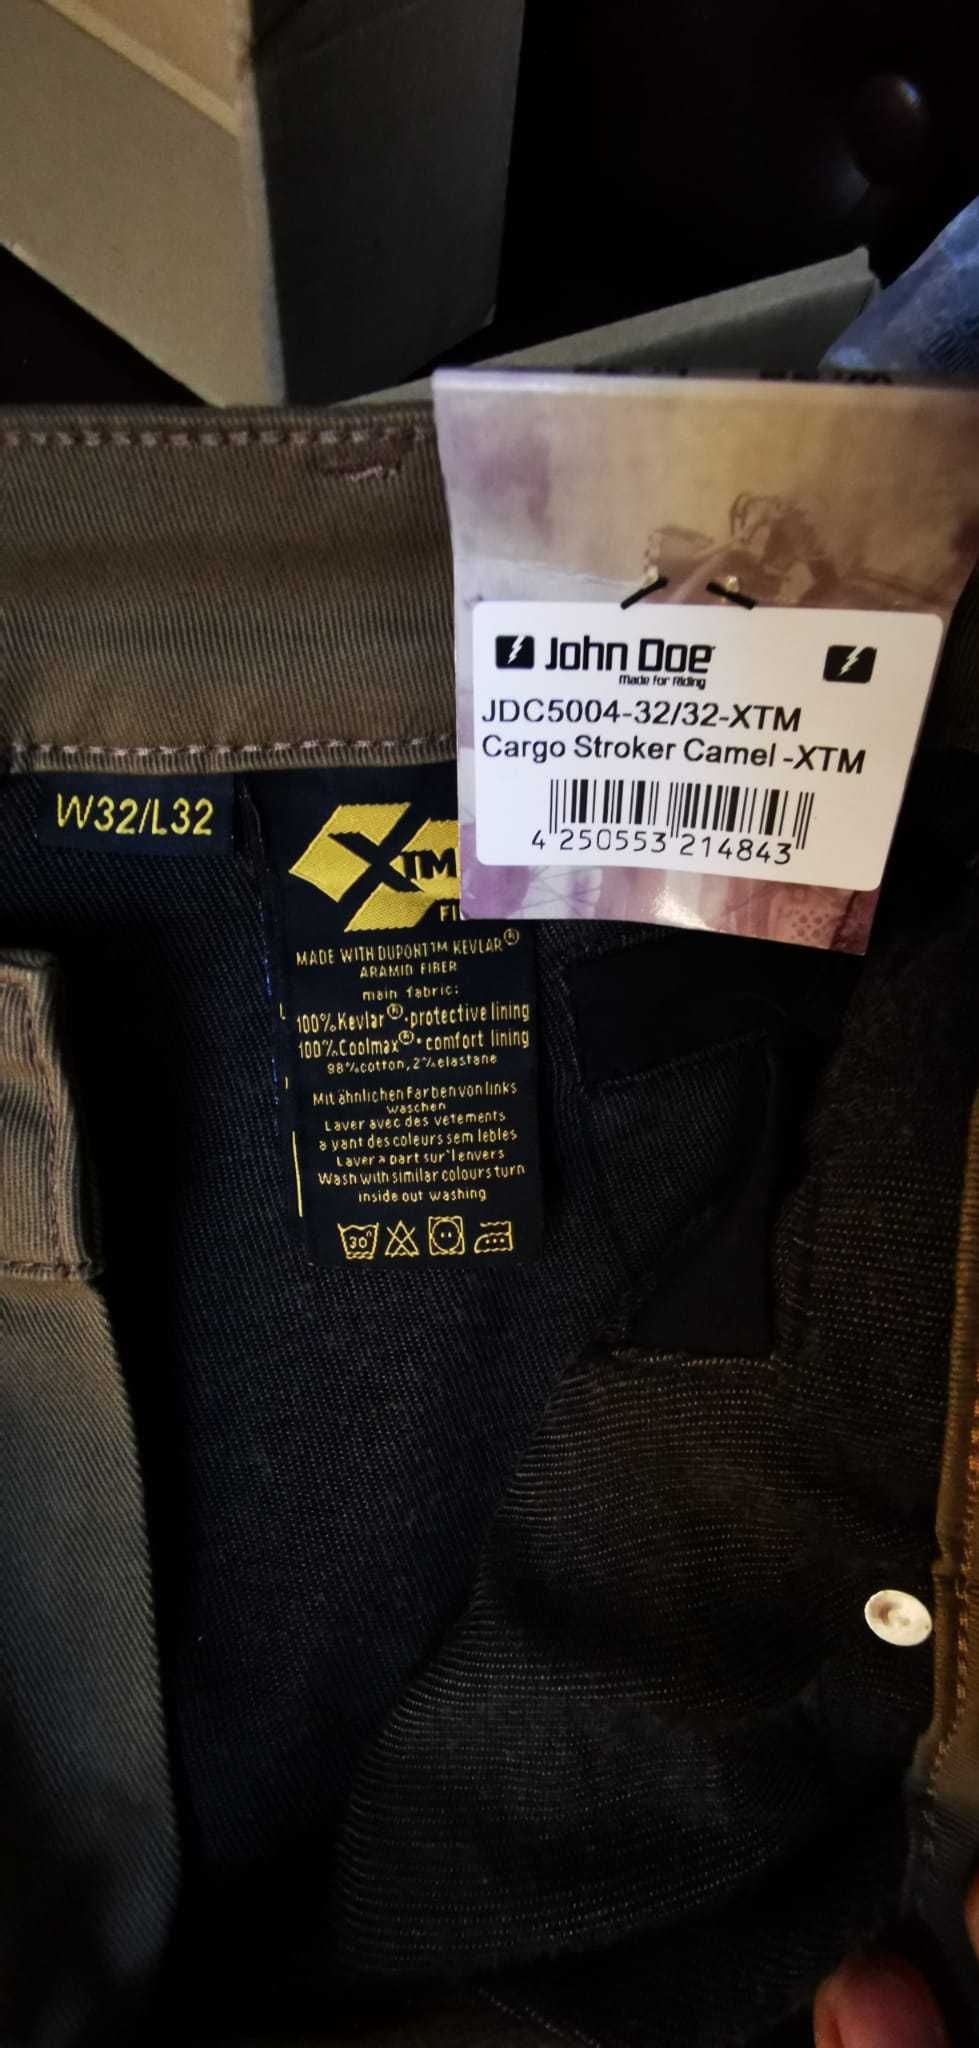 John Doe
Made for Riding
JDC5004-32/32-XTM
Cargo Stroker Camel -XTM
4 250553 214843
W32/L32
XTM
MADE WITH DUPONT™ KEVLAR®
ARAMID FIBER
main fabric:
100%Kevlar®·protective lining
100%Coolmax®·comfort lining
98%cotton, 2%elastane
Mit ähnlichen Farben von links
waschen
Laver avec des vetements
a yant des couleurs sem lebles
Laver a part sur l'envers
Wash with similar colours turn
inside out washing
30°